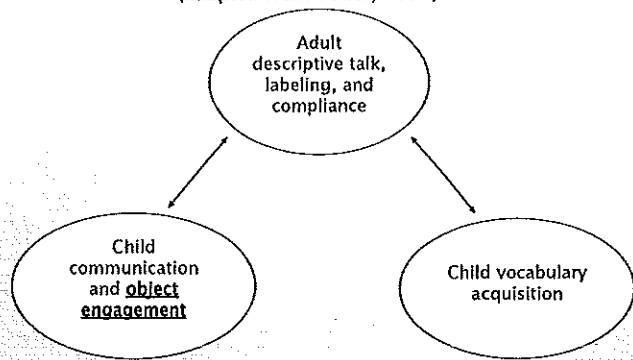 Adult
descriptive talk,
labeling, and
compliance
Child
communication
and object
engagement
Child vocabulary
acquisition